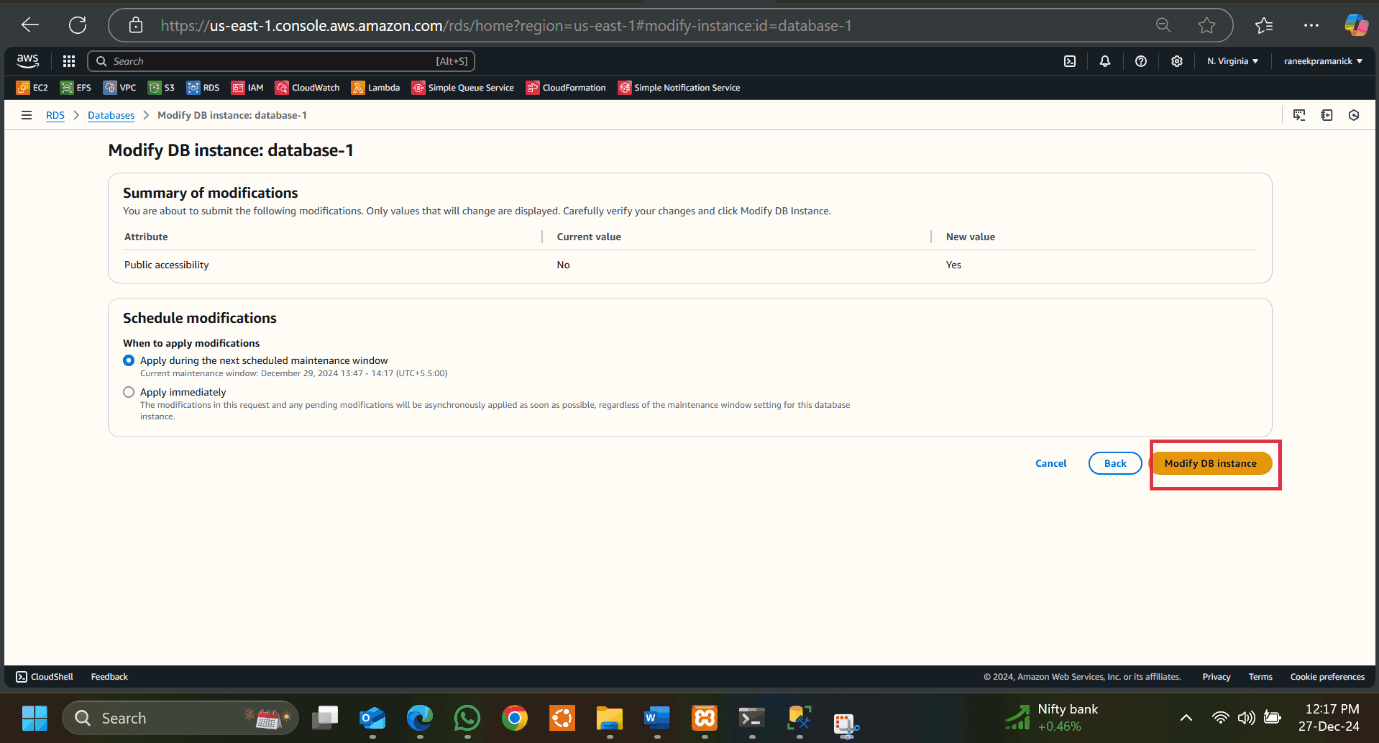 https://us-east-1.console.aws.amazon.com/rds/home?region=us-east-1#modify-instance:id=database-1
aws
Search
[Alt+S]
N. Virginia
raneekpramanick
EC2
EFS
VPC
S3
RDS
IAM
CloudWatch
Lambda
Simple Queue Service
CloudFormation
Simple Notification Service
RDS
Databases
Modify DB instance: database-1
Modify DB instance: database-1
Summary of modifications
You are about to submit the following modifications. Only values that will change are displayed. Carefully verify your changes and click Modify DB Instance.
Attribute
Current value
New value
Public accessibility
No
Yes
Schedule modifications
When to apply modifications
Apply during the next scheduled maintenance window
Current maintenance window: December 29, 2024 13:47 - 14:17 (UTC+5.5:00)
Apply immediately
The modifications in this request and any pending modifications will be asynchronously applied as soon as possible, regardless of the maintenance window setting for this database
instance.
Cancel
Back
Modify DB instance
CloudShell
Feedback
© 2024, Amazon Web Services, Inc. or its affiliates.
Privacy
Terms
Cookie preferences
Search
Nifty bank
+0.46%
12:17 PM
27-Dec-24